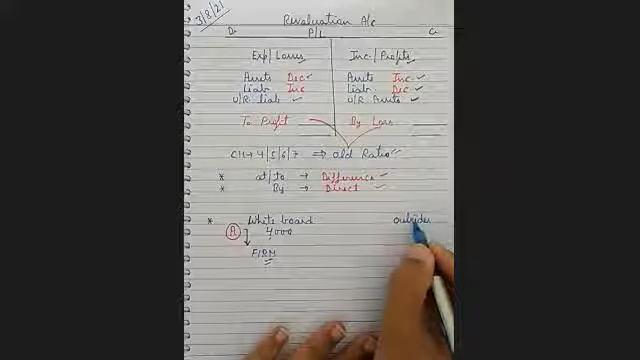 3/8/21
Revaluation A/c
Dr P/L Cr
Exp/Losses Inc./Profits
Assets Dec Assets Inc.
Liab Inc Liab Dec
U/R liab U/R Assets
To Profit By Loss
CH→ 4/5/6/7 ⇒ old Ratio
* at/to → Difference
* By → Direct
* White board outsider
A 4000
FIRM